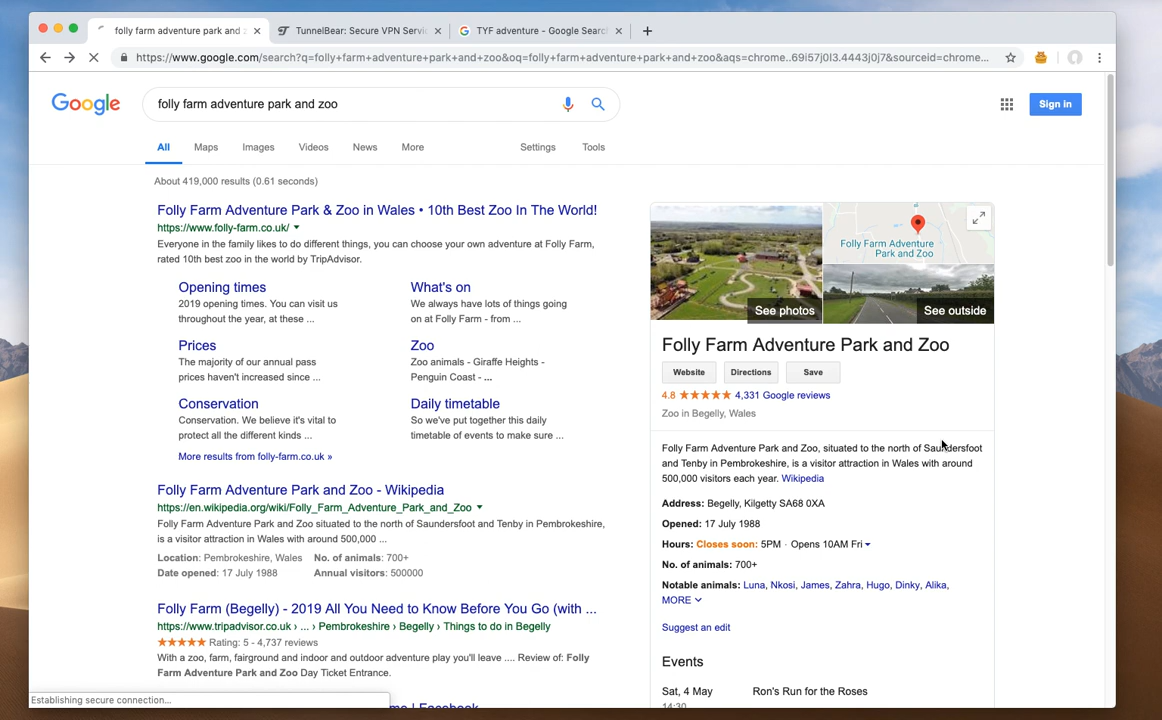 folly farm adventure park and z
TunnelBear: Secure VPN Servi
TYF adventure - Google Search
https://www.google.com/search?q=folly+farm+adventure+park+and+zoo&oq=folly+farm+adventure+park+and+zoo&aqs=chrome..69i57j0l3.4443j0j7&sourceid=chrome...
Google
folly farm adventure park and zoo
Sign in
All Maps Images Videos News More Settings Tools
About 419,000 results (0.61 seconds)
Folly Farm Adventure Park & Zoo in Wales • 10th Best Zoo In The World!
https://www.folly-farm.co.uk/
Everyone in the family likes to do different things, you can choose your own adventure at Folly Farm,
rated 10th best zoo in the world by TripAdvisor.
Opening times
2019 opening times. You can visit us
throughout the year, at these ...
What's on
We always have lots of things going
on at Folly Farm - from ...
Prices
The majority of our annual pass
prices haven't increased since ...
Zoo
Zoo animals - Giraffe Heights -
Penguin Coast - ...
Conservation
Conservation. We believe it's vital to
protect all the different kinds ...
Daily timetable
So we've put together this daily
timetable of events to make sure ...
More results from folly-farm.co.uk »
Folly Farm Adventure Park and Zoo - Wikipedia
https://en.wikipedia.org/wiki/Folly_Farm_Adventure_Park_and_Zoo
Folly Farm Adventure Park and Zoo situated to the north of Saundersfoot and Tenby in Pembrokeshire,
is a visitor attraction in Wales with around 500,000 ...
Location: Pembrokeshire, Wales No. of animals: 700+
Date opened: 17 July 1988 Annual visitors: 500000
Folly Farm (Begelly) - 2019 All You Need to Know Before You Go (with ...
https://www.tripadvisor.co.uk › ... › Pembrokeshire › Begelly › Things to do in Begelly
Rating: 5 - 4,737 reviews
With a zoo, farm, fairground and indoor and outdoor adventure play you'll leave .... Review of: Folly
Farm Adventure Park and Zoo Day Ticket Entrance.
me | Facebook
Establishing secure connection...
Folly Farm Adventure
Park and Zoo
See photos
See outside
Folly Farm Adventure Park and Zoo
Website Directions Save
4.8 4,331 Google reviews
Zoo in Begelly, Wales
Folly Farm Adventure Park and Zoo, situated to the north of Saundersfoot
and Tenby in Pembrokeshire, is a visitor attraction in Wales with around
500,000 visitors each year. Wikipedia
Address: Begelly, Kilgetty SA68 0XA
Opened: 17 July 1988
Hours: Closes soon: 5PM · Opens 10AM Fri
No. of animals: 700+
Notable animals: Luna, Nkosi, James, Zahra, Hugo, Dinky, Alika,
MORE
Suggest an edit
Events
Sat, 4 May Ron's Run for the Roses
14:30